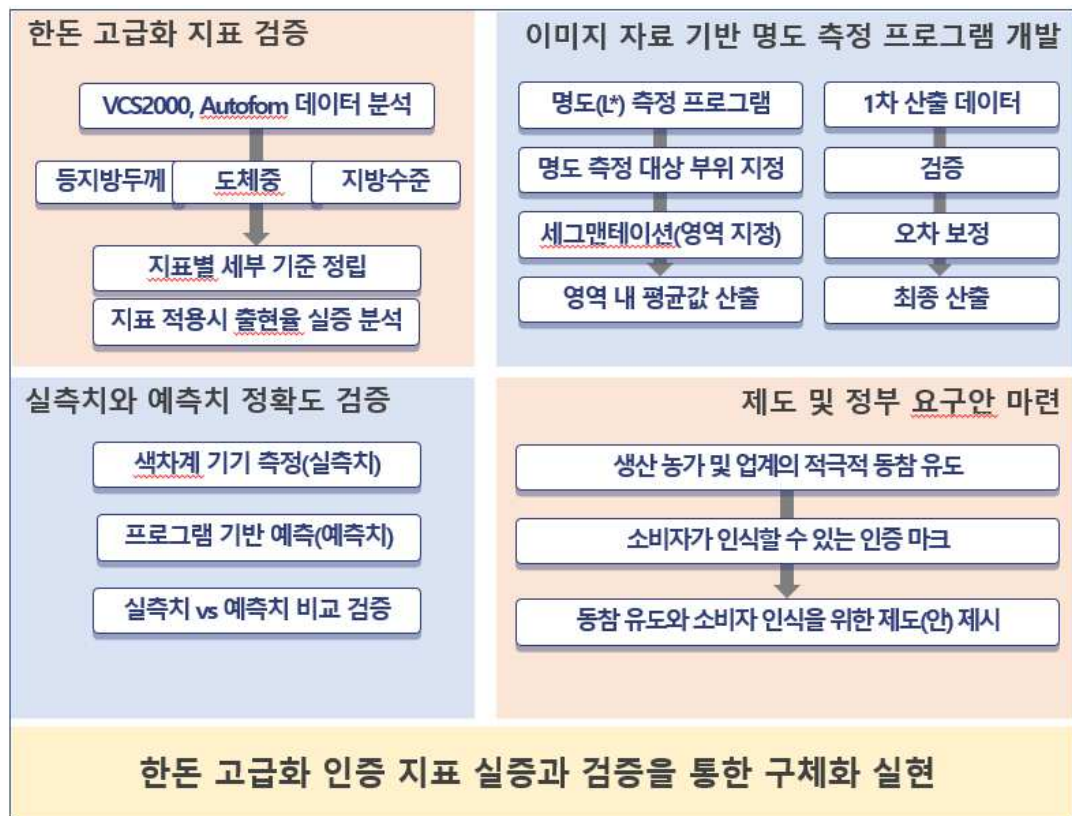 한돈 고급화 지표 검증
VCS2000, Autofom 데이터 분석
등지방두께
도체중
지방수준
지표별 세부 기준 정립
지표 적용시 출현율 실증 분석
이미지 자료 기반 명도 측정 프로그램 개발
명도(L*) 측정 프로그램
명도 측정 대상 부위 지정
세그맨테이션(영역 지정)
영역 내 평균값 산출
1차 산출 데이터
검증
오차 보정
최종 산출
실측치와 예측치 정확도 검증
색차계 기기 측정(실측치)
프로그램 기반 예측(예측치)
실측치 vs 예측치 비교 검증
제도 및 정부 요구안 마련
생산 농가 및 업계의 적극적 동참 유도
소비자가 인식할 수 있는 인증 마크
동참 유도와 소비자 인식을 위한 제도(안) 제시
한돈 고급화 인증 지표 실증과 검증을 통한 구체화 실현